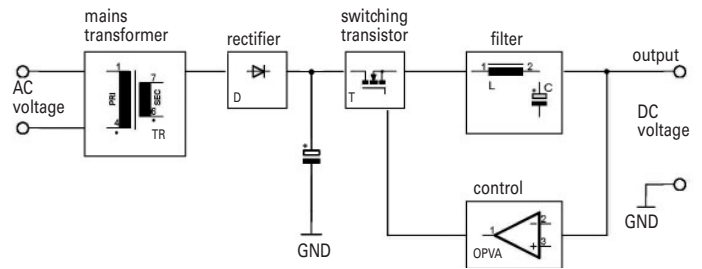 mains
transformer
rectifier
switching
transistor
filter
output
AC
voltage
1
4
PRI
7
6
SEC
TR
D
T
1
2
L
C
DC
voltage
GND
control
GND
1
2
3
OPVA